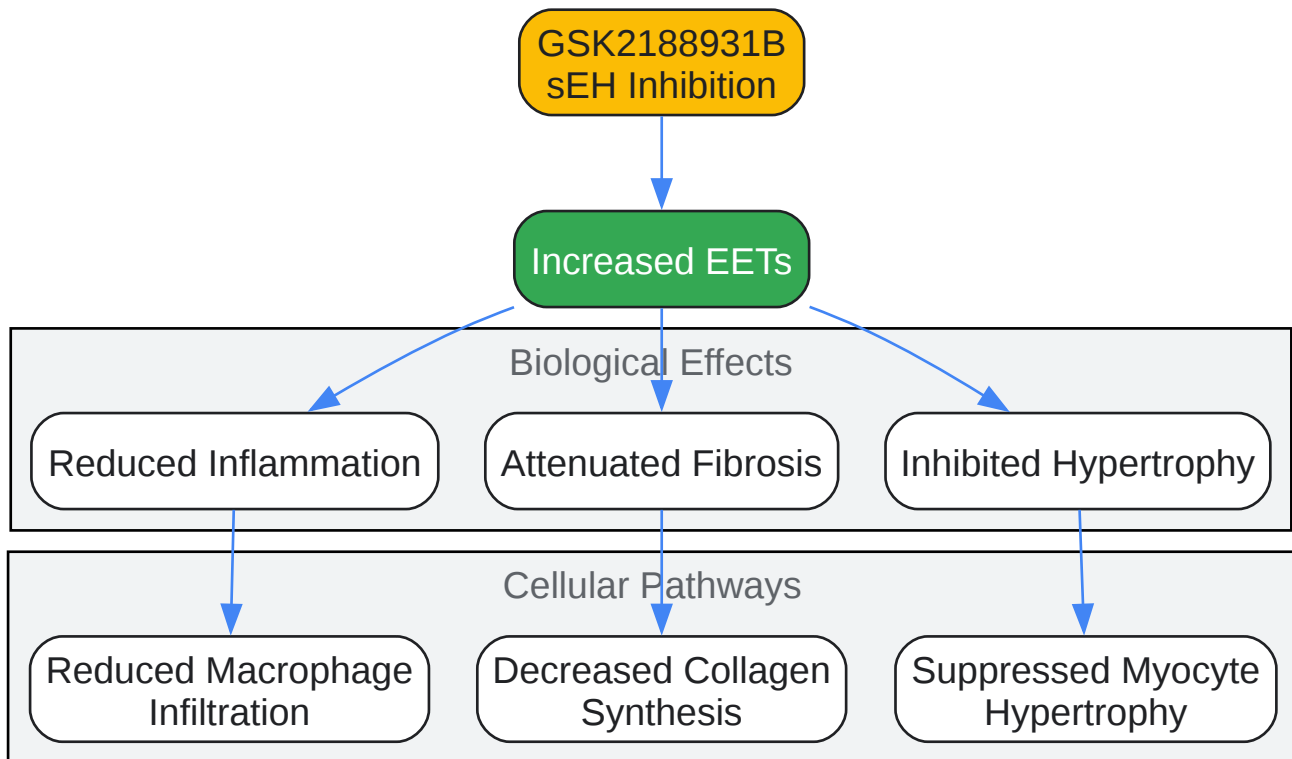 GSK2188931B
sEH Inhibition
Increased EETs
Biological Effects
Reduced Inflammation
Attenuated Fibrosis
Inhibited Hypertrophy
Cellular Pathways
Reduced Macrophage
Infiltration
Decreased Collagen
Synthesis
Suppressed Myocyte
Hypertrophy